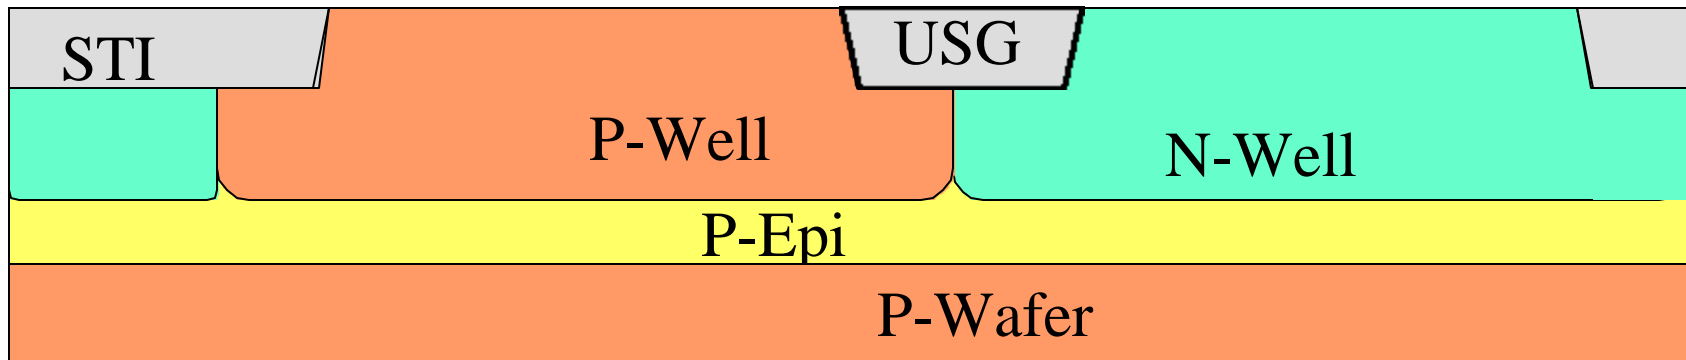 STI
USG
P-Well
N-Well
P-Epi
P-Wafer